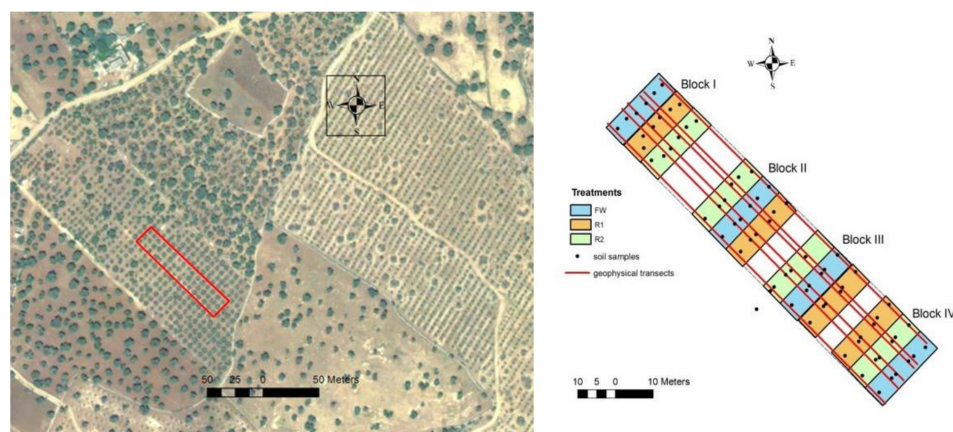 N
W E
S
50 25 0 50 Meters
N
W E
S
Block I
Block II
Block III
Block IV
Treatments
FW
R1
R2
soil samples
geophysical transects
10 5 0 10 Meters